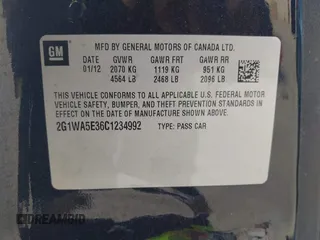 GM
MFD BY GENERAL MOTORS OF CANADA LTD.
DATE GVWR GAWR FRT GAWR RR
01/12 2070 KG 1119 KG 951 KG
4564 LB 2468 LB 2096 LB
THIS VEHICLE CONFORMS TO ALL APPLICABLE U.S. FEDERAL MOTOR
VEHICLE SAFETY, BUMPER, AND THEFT PREVENTION STANDARDS IN
EFFECT ON THE DATE OF MANUFACTURE SHOWN ABOVE.
2G1WA5E36C1234992 TYPE: PASS CAR
DREAMBID